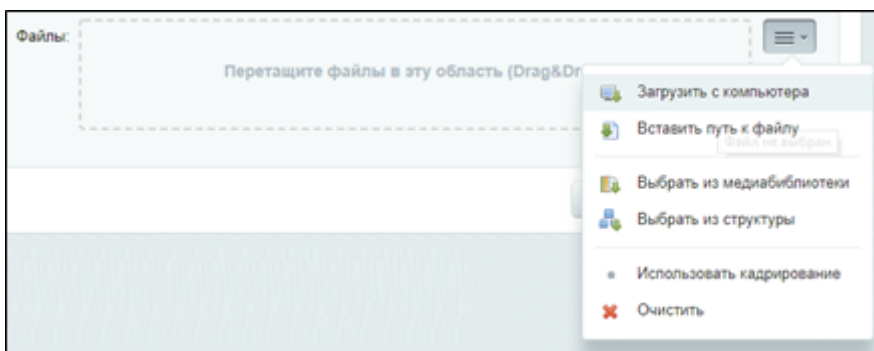 Файлы:
Перетащите файлы в эту область (Drag&Dr
Загрузить с компьютера
Вставить путь к файлу
Файл не выбран
Выбрать из медиабиблиотеки
Выбрать из структуры
Использовать кадрирование
Очистить